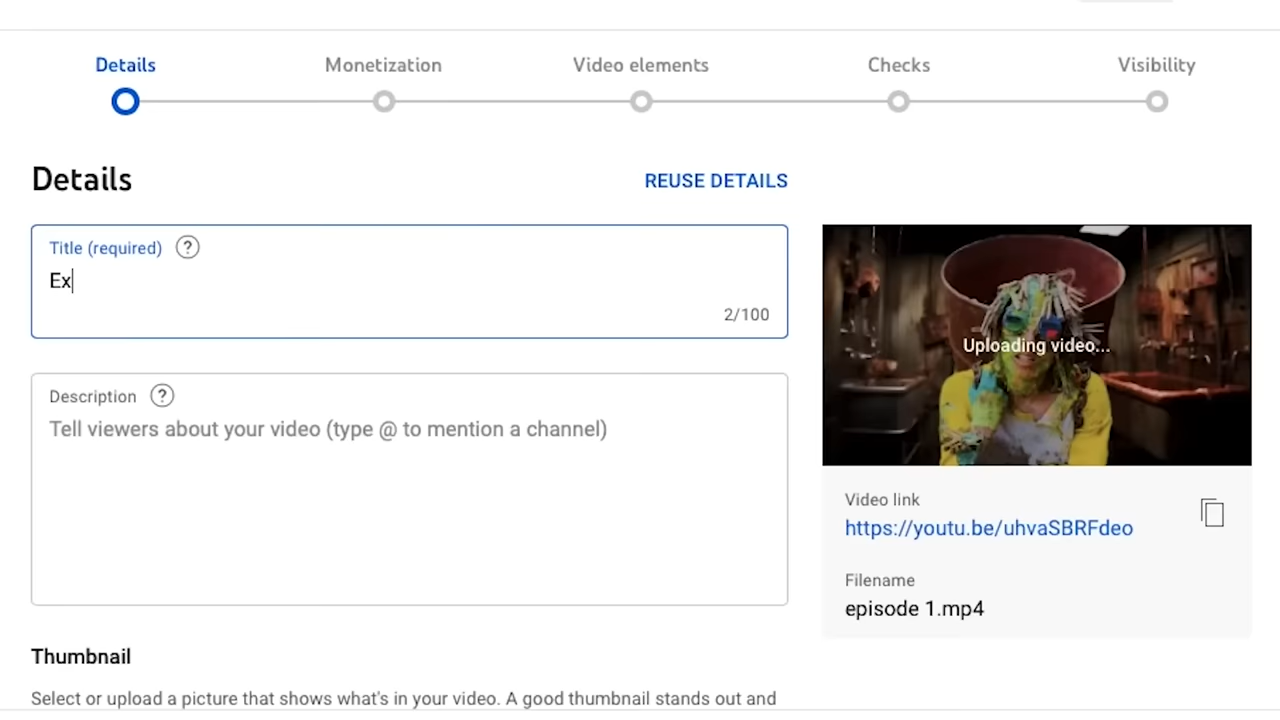 Details Monetization Video elements Checks Visibility
Details
REUSE DETAILS
Title (required) ?
Ex
2/100
Description ?
Tell viewers about your video (type @ to mention a channel)
Uploading video...
Video link
https://youtu.be/uhvaSBRFdeo
Filename
episode 1.mp4
Thumbnail
Select or upload a picture that shows what's in your video. A good thumbnail stands out and